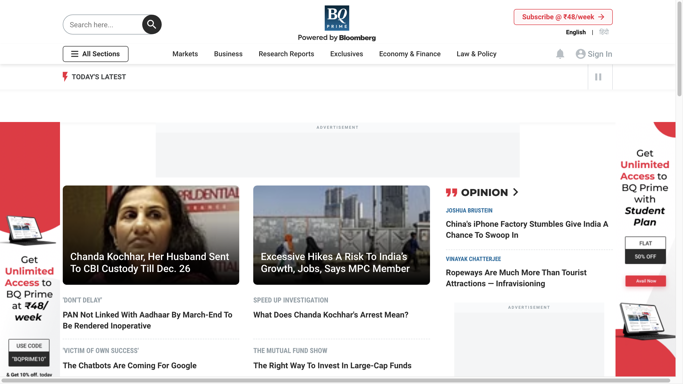 Search here...
BQ
PRIME
Powered by Bloomberg
Subscribe @ ₹48/week
English | हिंदी
All Sections
Markets
Business
Research Reports
Exclusives
Economy & Finance
Law & Policy
Sign In
TODAY'S LATEST
ADVERTISEMENT
Get
Unlimited
Access to
BQ Prime
at ₹48/
week
USE CODE
"BQPRIME10"
& Get 10% off. today
Chanda Kochhar, Her Husband Sent
To CBI Custody Till Dec. 26
'DON'T DELAY'
PAN Not Linked With Aadhaar By March-End To
Be Rendered Inoperative
'VICTIM OF OWN SUCCESS'
The Chatbots Are Coming For Google
Excessive Hikes A Risk To India's
Growth, Jobs, Says MPC Member
SPEED UP INVESTIGATION
What Does Chanda Kochhar's Arrest Mean?
THE MUTUAL FUND SHOW
The Right Way To Invest In Large-Cap Funds
OPINION
JOSHUA BRUSTEIN
China's iPhone Factory Stumbles Give India A
Chance To Swoop In
VINAYAK CHATTERJEE
Ropeways Are Much More Than Tourist
Attractions — Infravisioning
ADVERTISEMENT
Get
Unlimited
Access to
BQ Prime
with
Student
Plan
FLAT
50% OFF
Avail Now